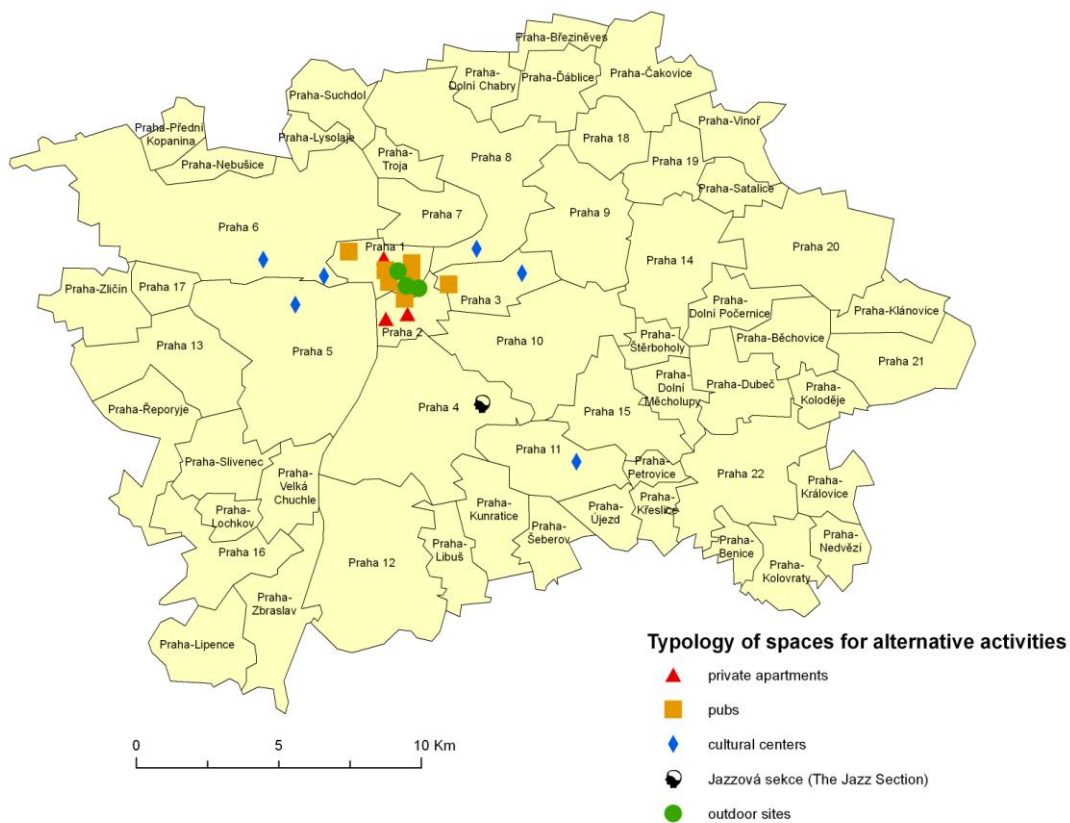 Praha-Březiněves
Praha-
Dolní Chabry
Praha-
Ďáblice
Praha-
Čakovice
Praha-Suchdol
Praha-Přední
Kopanina
Praha-Lysolaje
Praha-Nebušice
Praha-
Troja
Praha 8
Praha 18
Praha-Vinoř
Praha 19
Praha-Satalice
Praha 7
Praha 9
Praha 6
Praha 1
Praha 20
Praha 14
Praha-Zličín
Praha 17
Praha 3
Praha-
Dolní Počernice
Praha-Klánovice
Praha 2
Praha 13
Praha 5
Praha 10
Praha-
Štěrboholy
Praha-Běchovice
Praha 21
Praha-
Dolní
Měcholupy
Praha-Dubeč
Praha-
Koloděje
Praha-Řeporyje
Praha 4
Praha 15
Praha 11
Praha-Slivenec
Praha-
Velká
Chuchle
Praha-
Petrovice
Praha 22
Praha-
Královice
Praha-
Lochkov
Praha-
Kunratice
Praha-
Šeberov
Praha-
Újezd
Praha-
Křeslice
Praha 16
Praha 12
Praha-
Libuš
Praha-
Benice
Praha-
Nedvězí
Praha-
Kolovraty
Praha-
Zbraslav
Praha-Lipence
Typology of spaces for alternative activities
private apartments
pubs
cultural centers
Jazzová sekce (The Jazz Section)
outdoor sites
0 5 10 Km